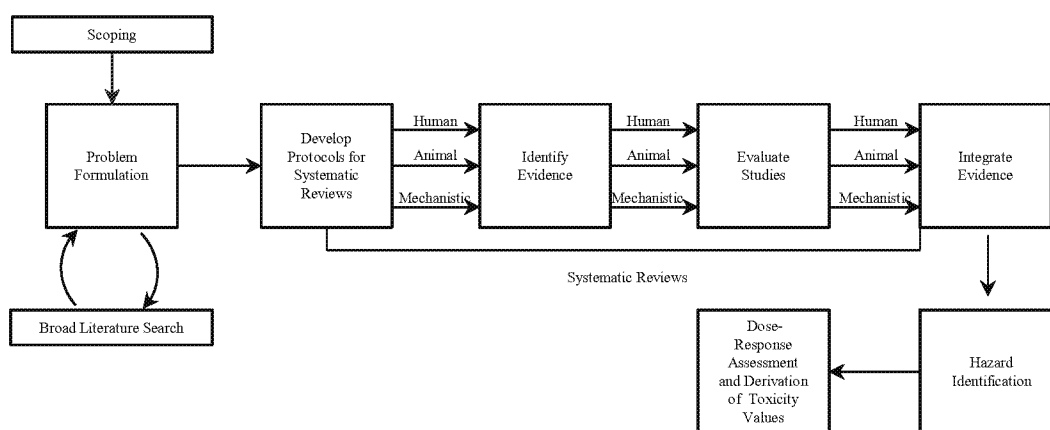 Scoping
Problem
Formulation
Broad Literature Search
Develop
Protocols for
Systematic
Reviews
Human
Animal
Mechanistic
Identify
Evidence
Human
Animal
Mechanistic
Evaluate
Studies
Human
Animal
Mechanistic
Integrate
Evidence
Systematic Reviews
Hazard
Identification
Dose-
Response
Assessment
and Derivation
of Toxicity
Values